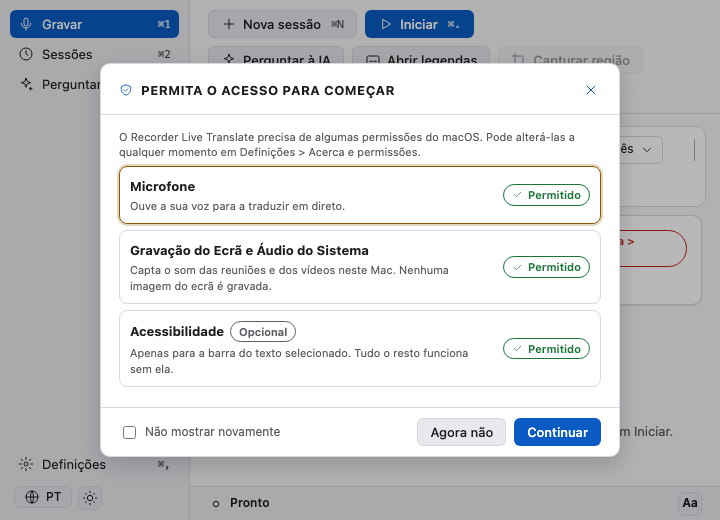 Gravar ⌘1
Sessões ⌘2
Perguntar
Nova sessão ⌘N
Iniciar
Perguntar à IA
Abrir legendas
Capturar região
PERMITA O ACESSO PARA COMEÇAR
O Recorder Live Translate precisa de algumas permissões do macOS. Pode alterá-las a
qualquer momento em Definições > Acerca e permissões.
Microfone
Ouve a sua voz para a traduzir em direto.
Permitido
Gravação do Ecrã e Áudio do Sistema
Capta o som das reuniões e dos vídeos neste Mac. Nenhuma
imagem do ecrã é gravada.
Permitido
Acessibilidade Opcional
Apenas para a barra do texto selecionado. Tudo o resto funciona
sem ela.
Permitido
Não mostrar novamente
Agora não
Continuar
Iniciar.
Definições ⌘,
PT
Pronto
Aa